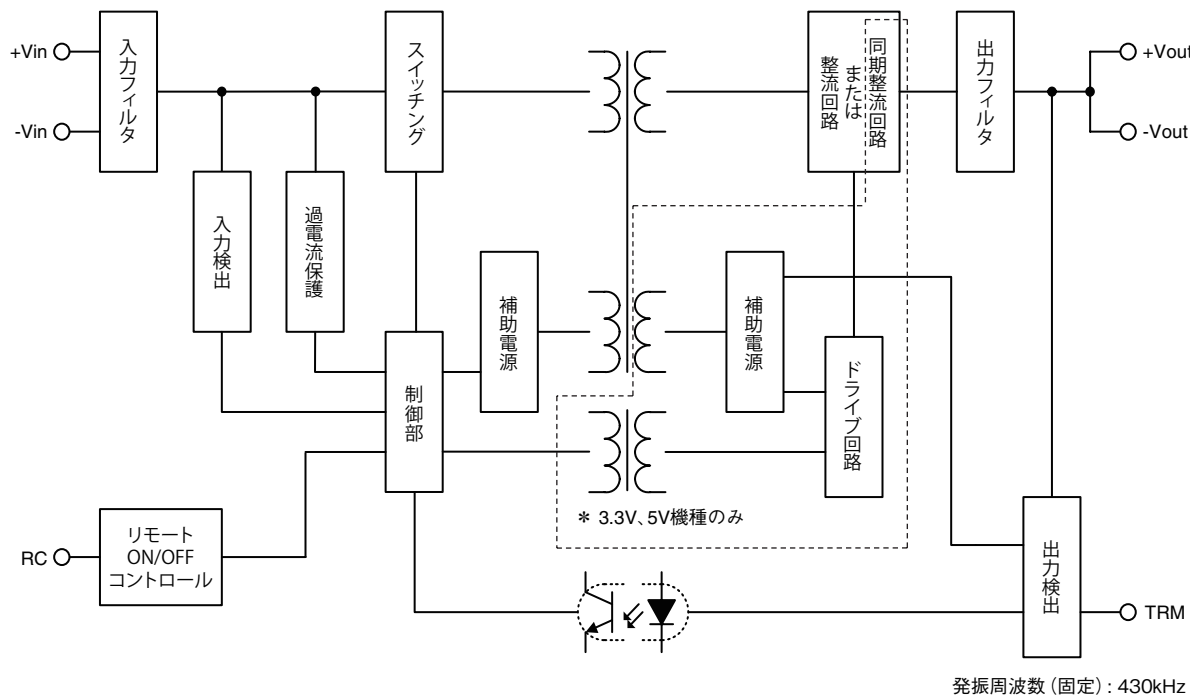 +Vin
-Vin
入力フィルタ
スイッチング
整流回路
または
同期整流回路
出力フィルタ
+Vout
-Vout
入力検出
過電流保護
補助電源
補助電源
制御部
ドライブ回路
* 3.3V、5V機種のみ
RC
リモート
ON/OFF
コントロール
出力検出
TRM
発振周波数(固定): 430kHz